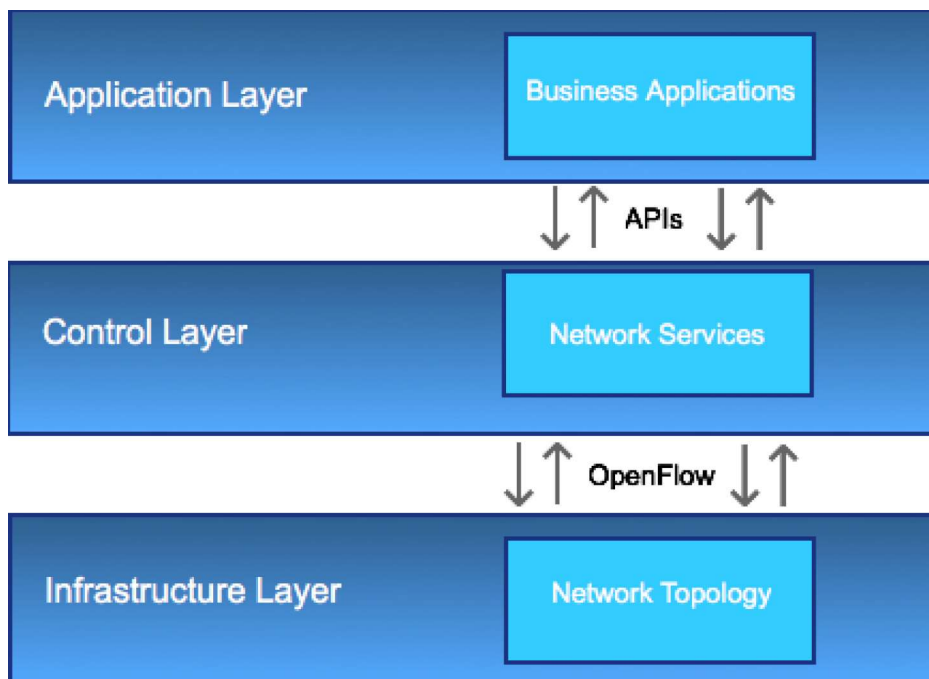 Application Layer
Business Applications
APIs
Control Layer
Network Services
OpenFlow
Infrastructure Layer
Network Topology